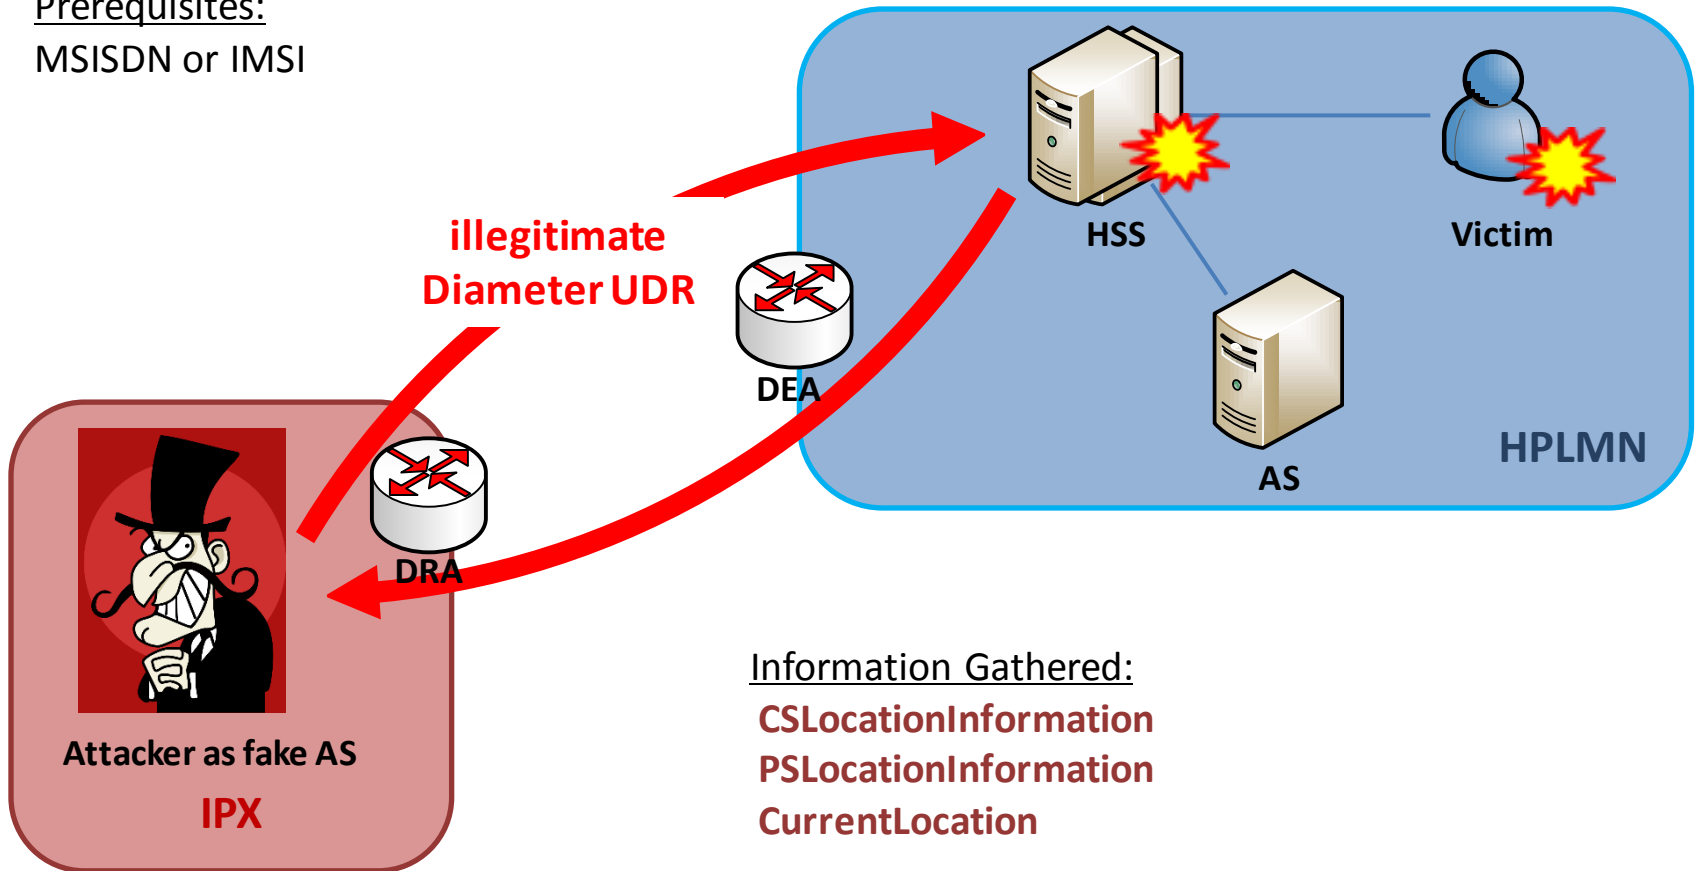 Prerequisites:
MSISDN or IMSI
illegitimate
Diameter UDR
HSS
Victim
DEA
AS
HPLMN
DRA
Attacker as fake AS
IPX
Information Gathered:
CSLocationInformation
PSLocationInformation
CurrentLocation